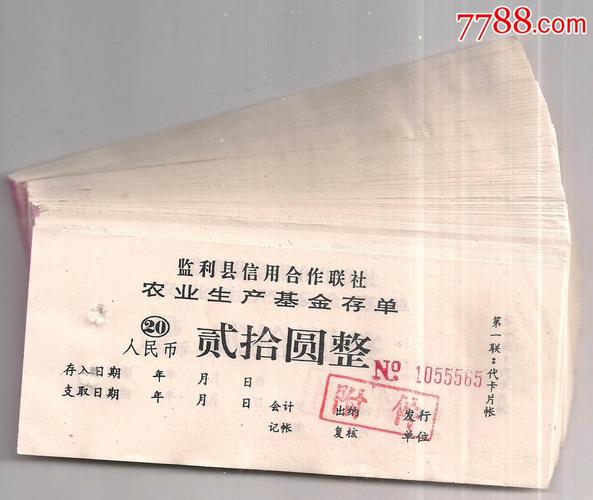 7788.com
监利县信用合作联社
农业生产基金存单
20
人民币 贰拾圆整
№ 1055565
存入日期 年 月 日
支取日期 年 月 日
会计 出纳 发行
记帐 复核 单位
附件
第一联：代卡片帐